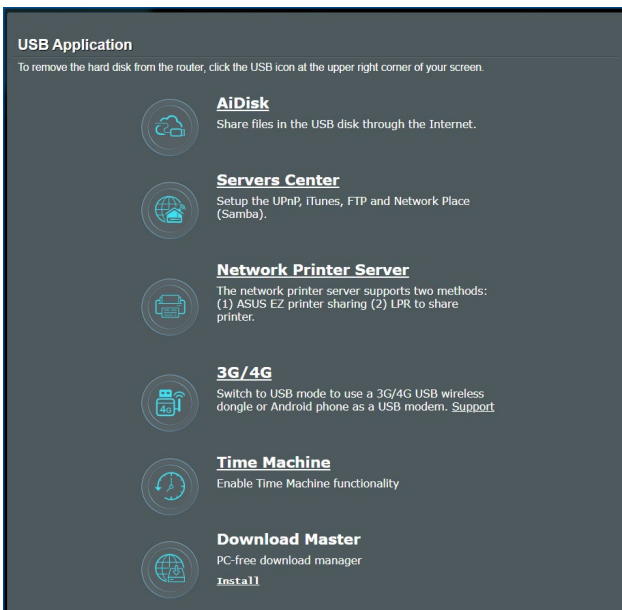 USB Application
To remove the hard disk from the router, click the USB icon at the upper right corner of your screen.
AiDisk
Share files in the USB disk through the Internet.
Servers Center
Setup the UPnP, iTunes, FTP and Network Place
(Samba).
Network Printer Server
The network printer server supports two methods:
(1) ASUS EZ printer sharing (2) LPR to share
printer.
3G/4G
4G
Switch to USB mode to use a 3G/4G USB wireless
dongle or Android phone as a USB modem. Support
Time Machine
Enable Time Machine functionality
Download Master
PC-free download manager
Install